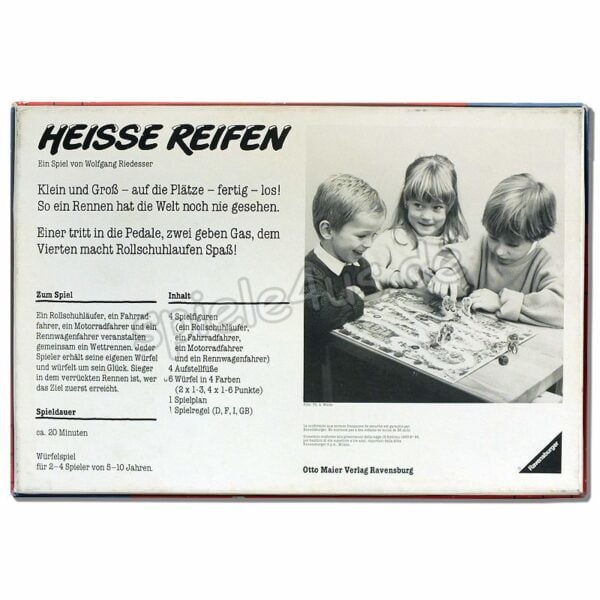 HEISSE REIFEN
Ein Spiel von Wolfgang Riedesser
Klein und Groß – auf die Plätze – fertig – los!
So ein Rennen hat die Welt noch nie gesehen.
Einer tritt in die Pedale, zwei geben Gas, dem
Vierten macht Rollschuhlaufen Spaß!
Zum Spiel
Ein Rollschuhläufer, ein Fahrrad
fahrer, ein Motorradfahrer und ein
Rennwagenfahrer veranstalten
gemeinsam ein Wettrennen. Jeder
Spieler erhält seine eigenen Würfel
und würfelt um sein Glück. Sieger
in dem verrückten Rennen ist, wer
das Ziel zuerst erreicht.
Spieldauer
ca. 20 Minuten
Würfelspiel
für 2–4 Spieler von 5–10 Jahren.
Inhalt
4 Spielfiguren
(ein Rollschuhläufer,
ein Fahrradfahrer,
ein Motorradfahrer
und ein Rennwagenfahrer)
4 Aufstellfüße
6 Würfel in 4 Farben
(2 x 1-3, 4 x 1-6 Punkte)
1 Spielplan
1 Spielregel (D, F, I, GB)
Otto Maier Verlag Ravensburg
Ravensburger
spiele4us.de